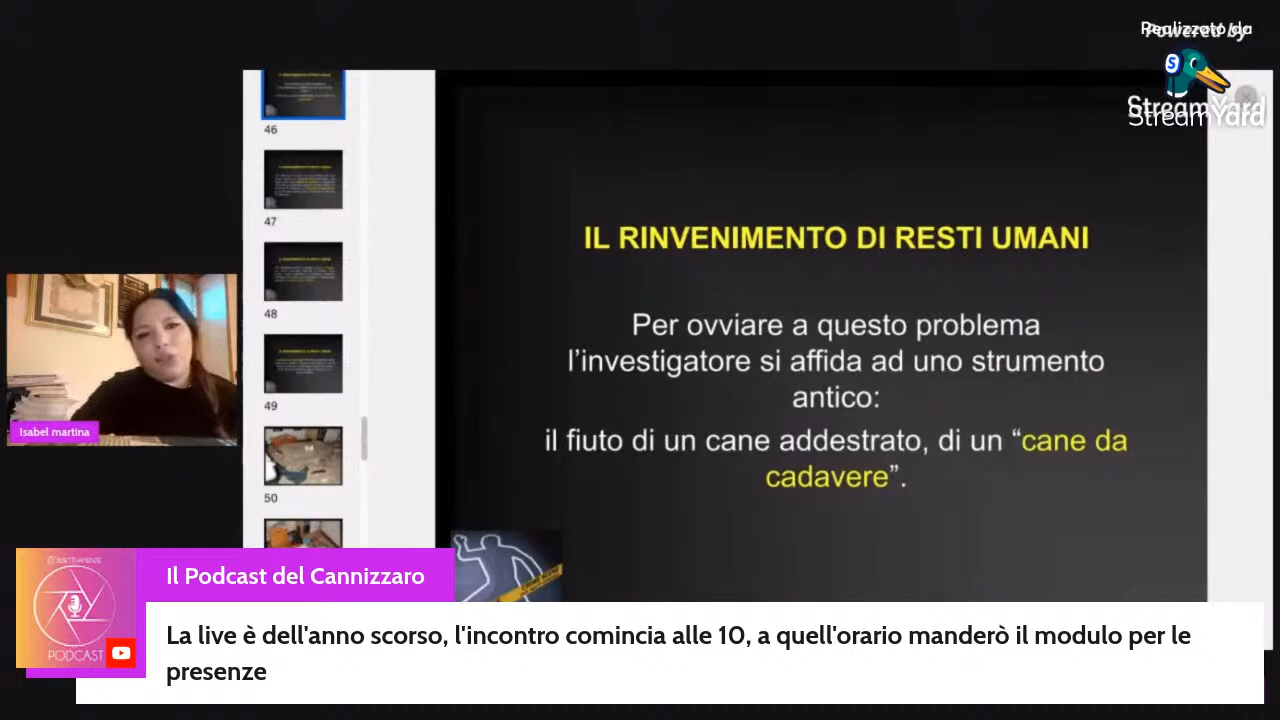 Realizzato da
Powered by
StreamYard
StreamYard
46
47
48
49
50
IL RINVENIMENTO DI RESTI UMANI
Per ovviare a questo problema
l'investigatore si affida ad uno strumento
antico:
il fiuto di un cane addestrato, di un “cane da
cadavere”.
Isabel martina
PODCAST
Il Podcast del Cannizzaro
La live è dell'anno scorso, l'incontro comincia alle 10, a quell'orario manderò il modulo per le
presenze